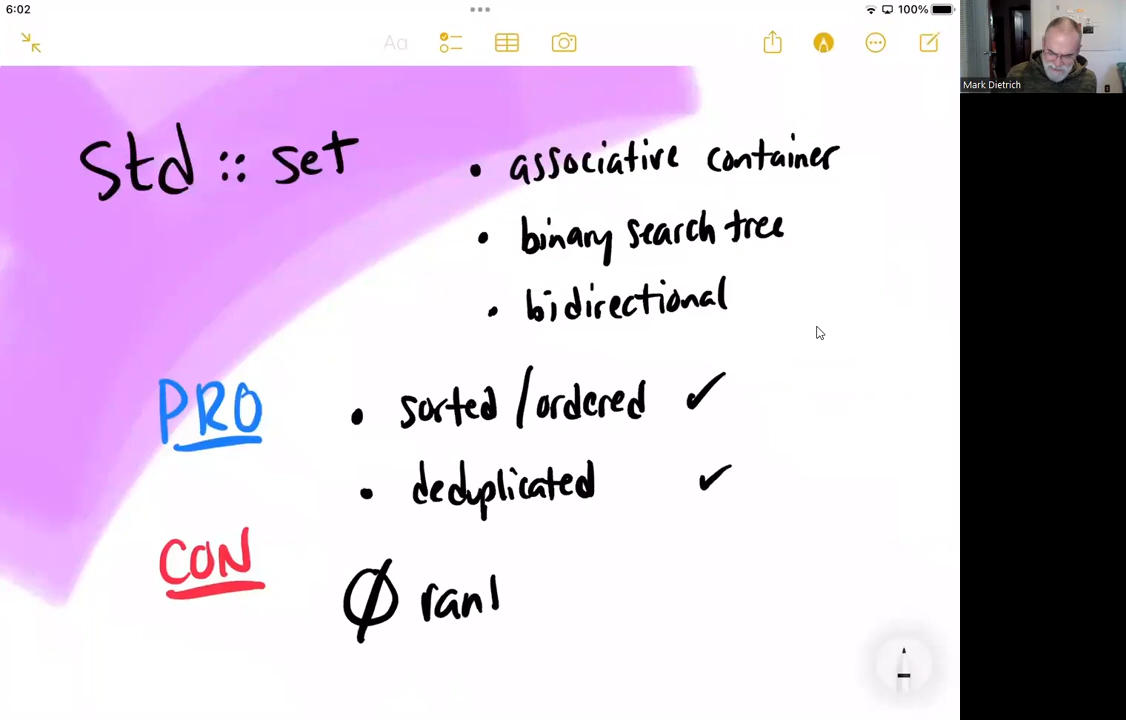 6:02
100%
Aa
Mark Dietrich
Std :: set
• associative container
• binary search tree
• bidirectional
PRO
• sorted / ordered ✓
• deduplicated ✓
CON
Ø ranl